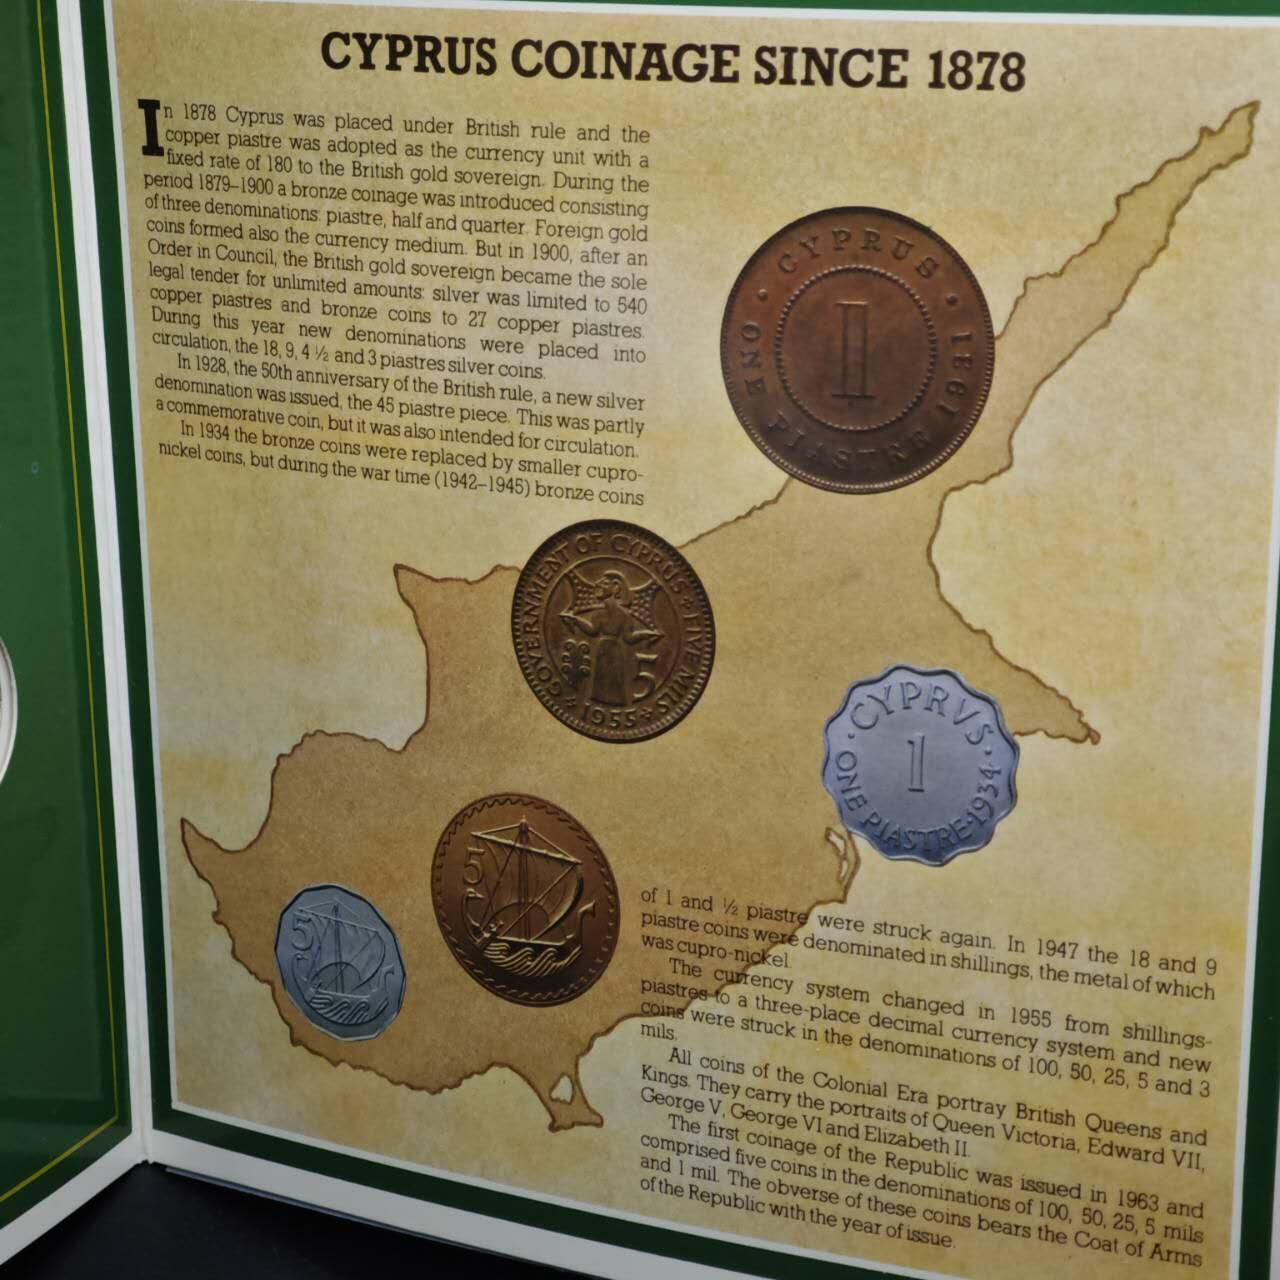 CYPRUS COINAGE SINCE 1878
In 1878 Cyprus was placed under British rule and the
copper piastre was adopted as the currency unit with a
fixed rate of 180 to the British gold sovereign. During the
period 1879–1900 a bronze coinage was introduced consisting
of three denominations: piastre, half and quarter. Foreign gold
coins formed also the currency medium. But in 1900, after an
Order in Council, the British gold sovereign became the sole
legal tender for unlimited amounts: silver was limited to 540
copper piastres and bronze coins to 27 copper piastres.
During this year new denominations were placed into
circulation, the 18, 9, 4 ½ and 3 piastres silver coins.
In 1928, the 50th anniversary of the British rule, a new silver
denomination was issued, the 45 piastre piece. This was partly
a commemorative coin, but it was also intended for circulation.
In 1934 the bronze coins were replaced by smaller cupro-
nickel coins, but during the war time (1942–1945) bronze coins
CYPRUS
1
ONE PIASTRE
1931
GOVERNMENT OF CYPRUS
FIVE MILS
5
1955
CYPRVS
1
ONE PIASTRE·1934
5
5
of 1 and ½ piastre were struck again. In 1947 the 18 and 9
piastre coins were denominated in shillings, the metal of which
was cupro-nickel.
The currency system changed in 1955 from shillings-
piastres to a three-place decimal currency system and new
coins were struck in the denominations of 100, 50, 25, 5 and 3
mils.
All coins of the Colonial Era portray British Queens and
Kings. They carry the portraits of Queen Victoria, Edward VII,
George V, George VI and Elizabeth II.
The first coinage of the Republic was issued in 1963 and
comprised five coins in the denominations of 100, 50, 25, 5 mils
and 1 mil. The obverse of these coins bears the Coat of Arms
of the Republic with the year of issue.